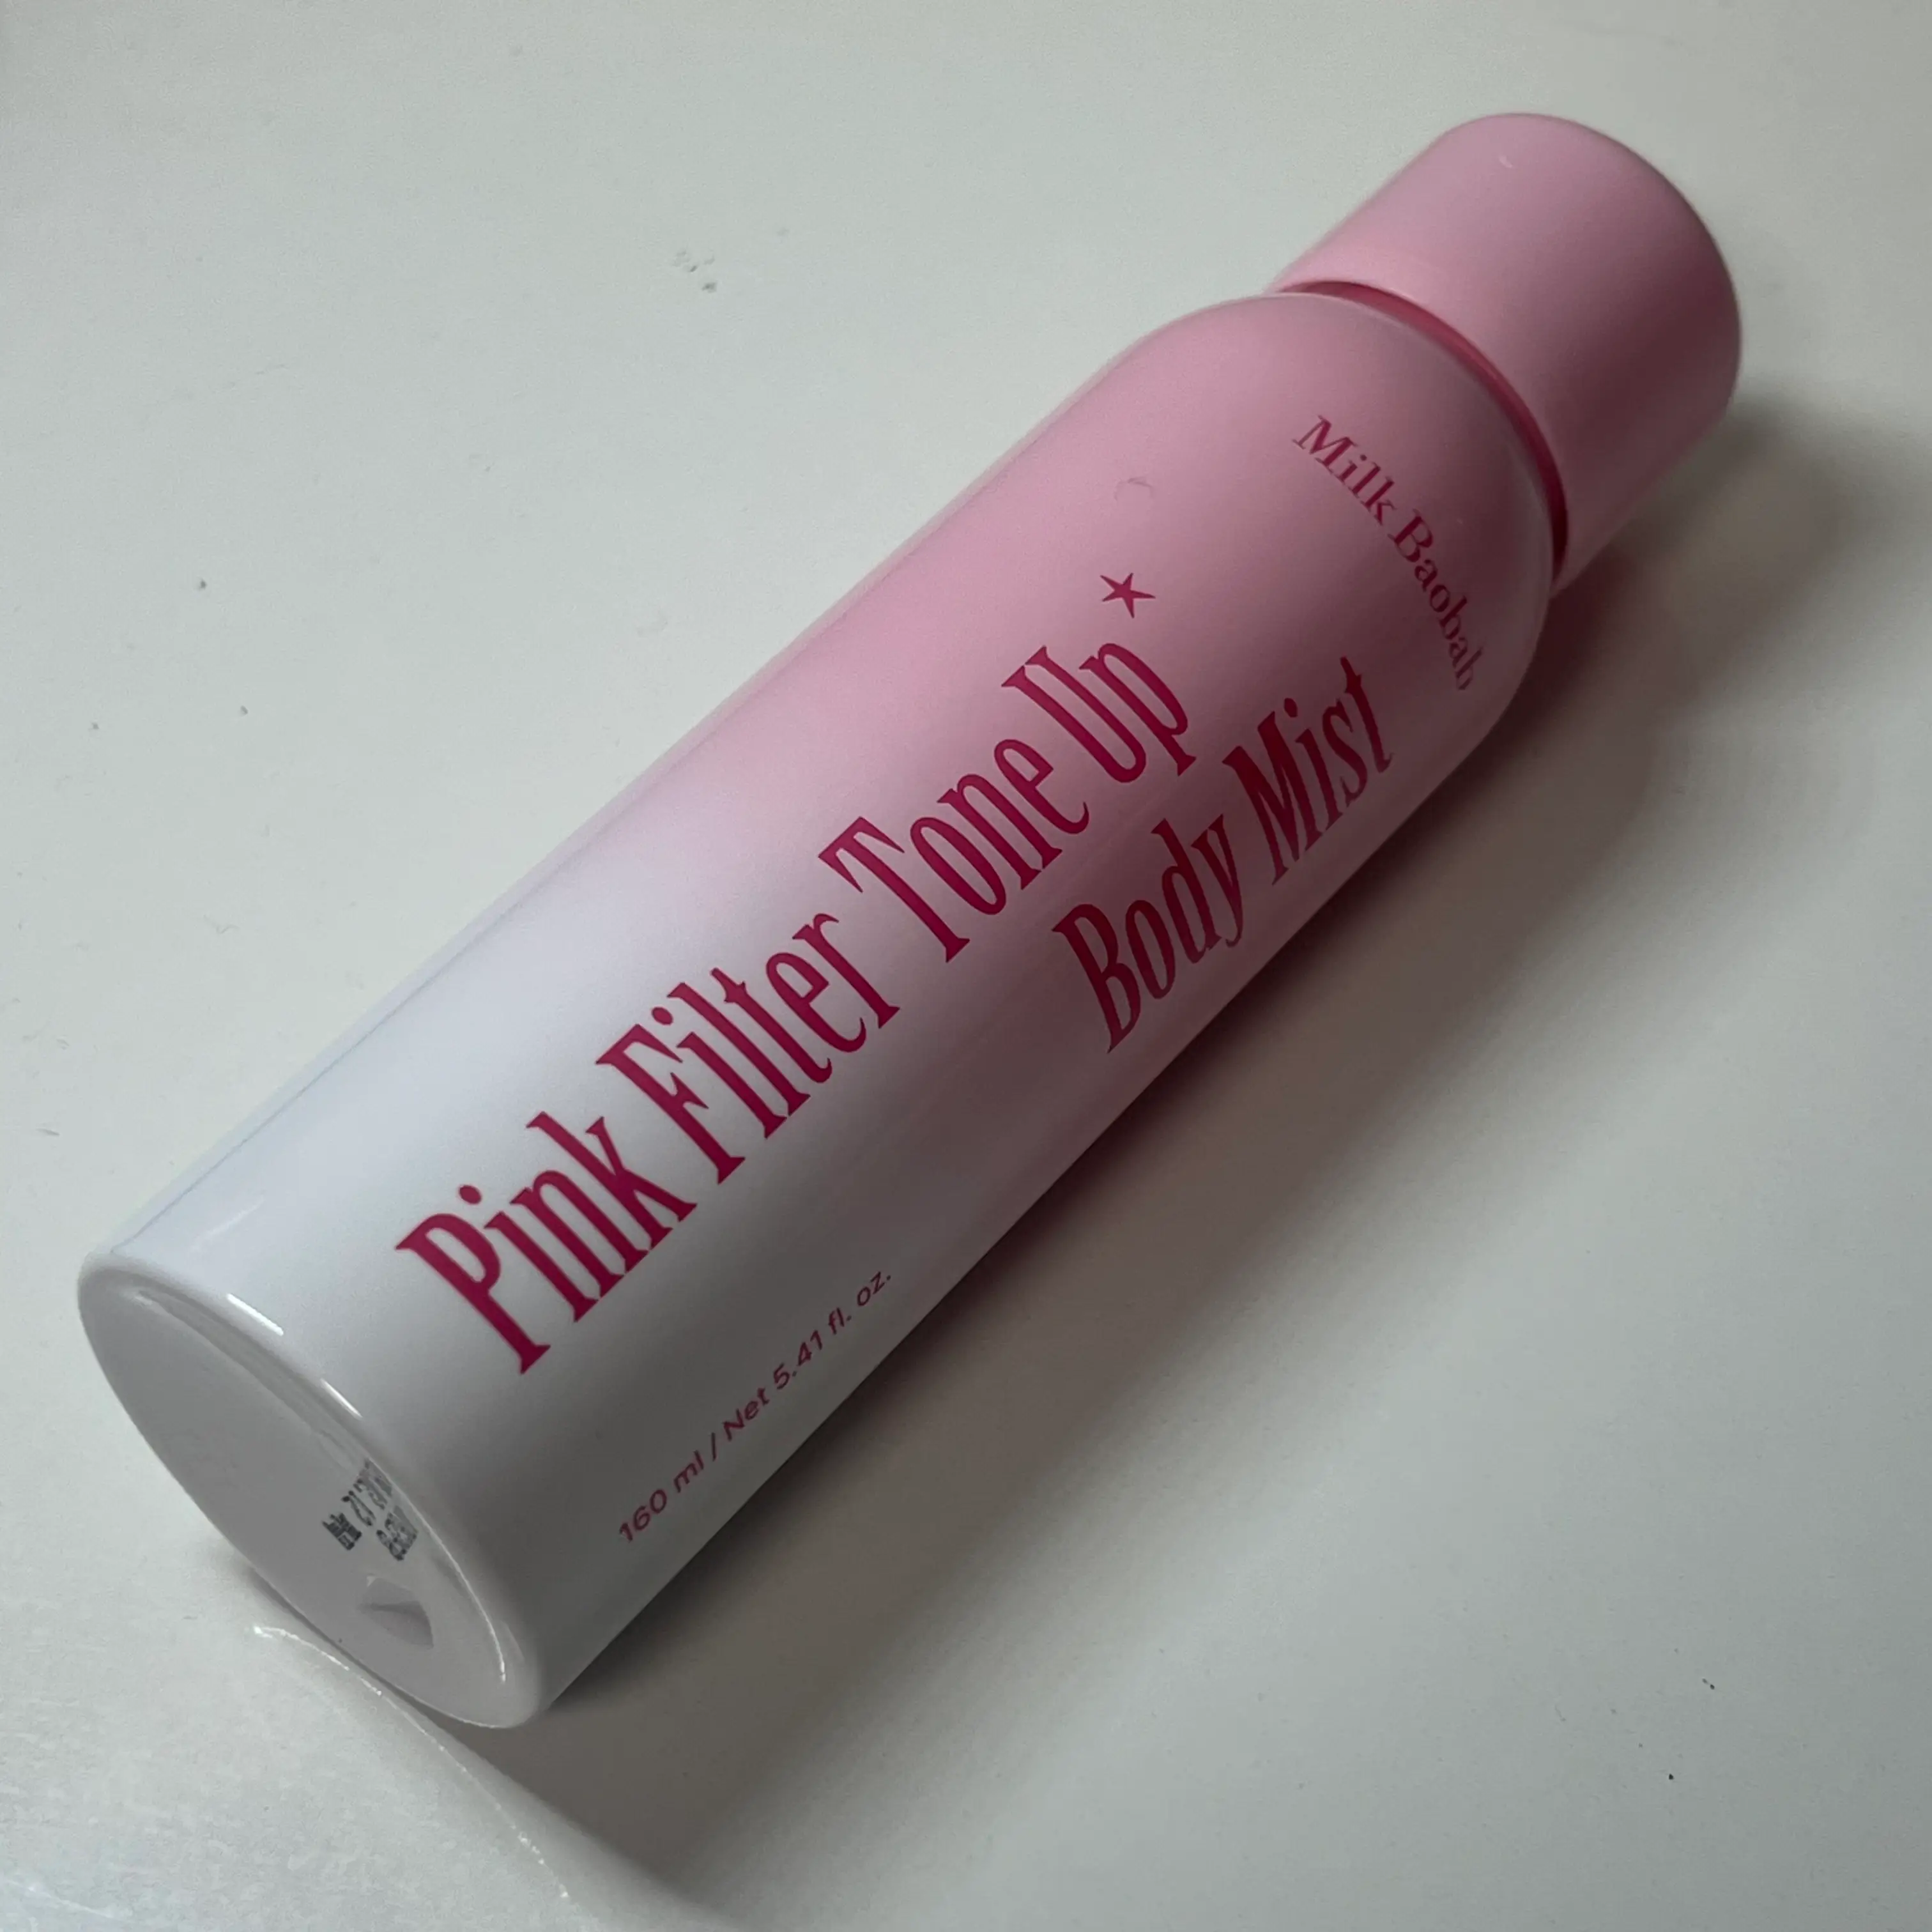 Milk Baobab
Pink Filter Tone Up
Body Mist
160 ml / Net 5.41 fl. oz.